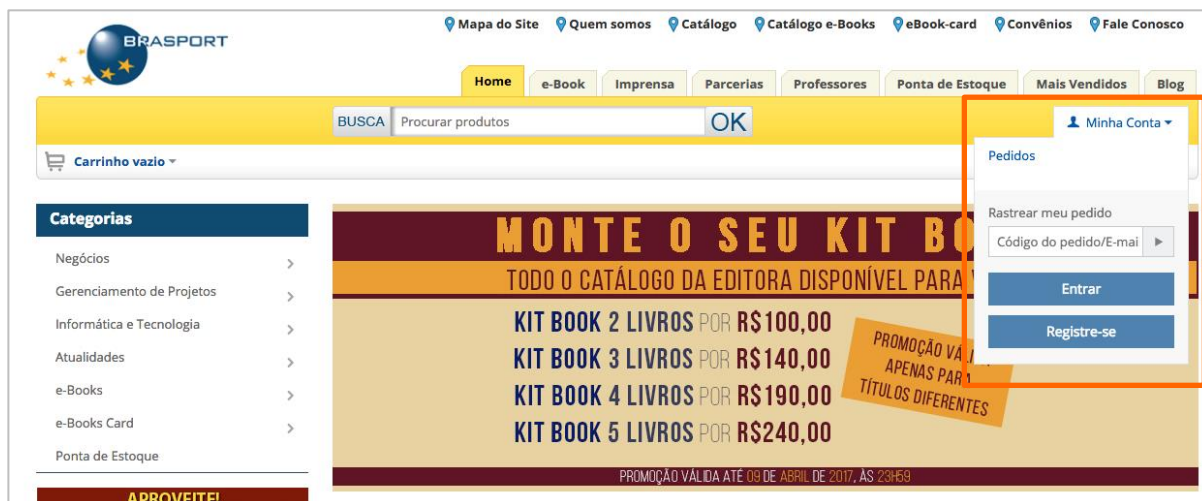 BRASPORT
Mapa do Site Quem somos Catálogo Catálogo e-Books eBook-card Convênios Fale Conosco
Home e-Book Imprensa Parcerias Professores Ponta de Estoque Mais Vendidos Blog
BUSCA Procurar produtos OK
Minha Conta
Carrinho vazio
Pedidos
Rastrear meu pedido
Código do pedido/E-mai
Entrar
Registre-se
Categorias
Negócios
Gerenciamento de Projetos
Informática e Tecnologia
Atualidades
e-Books
e-Books Card
Ponta de Estoque
APROVEITE!
MONTE O SEU KIT BO
TODO O CATÁLOGO DA EDITORA DISPONÍVEL PARA
KIT BOOK 2 LIVROS POR R$100,00
KIT BOOK 3 LIVROS POR R$140,00
KIT BOOK 4 LIVROS POR R$190,00
KIT BOOK 5 LIVROS POR R$240,00
PROMOÇÃO VÁLI
APENAS PARA
TÍTULOS DIFERENTES
PROMOÇÃO VÁLIDA ATÉ 09 DE ABRIL DE 2017, ÀS 23H59